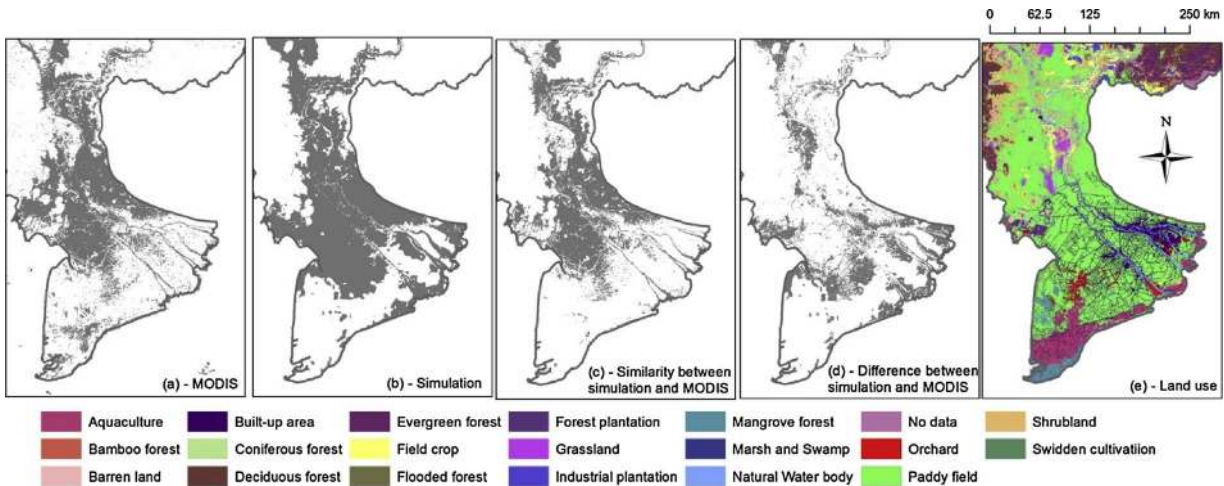 0 62.5 125 250 km
N
(a) - MODIS
(b) - Simulation
(c) - Similarity between
simulation and MODIS
(d) - Difference between
simulation and MODIS
(e) - Land use
Aquaculture Built-up area Evergreen forest Forest plantation Mangrove forest No data Shrubland
Bamboo forest Coniferous forest Field crop Grassland Marsh and Swamp Orchard Swidden cultivatiin
Barren land Deciduous forest Flooded forest Industrial plantation Natural Water body Paddy field